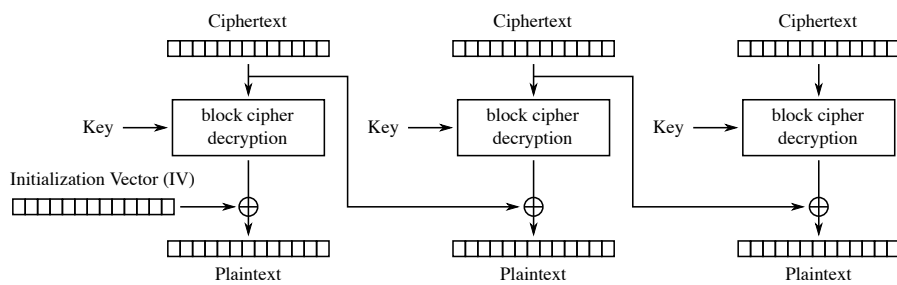 Ciphertext
Ciphertext
Ciphertext
Key
block cipher
decryption
Key
block cipher
decryption
Key
block cipher
decryption
Initialization Vector (IV)
Plaintext
Plaintext
Plaintext